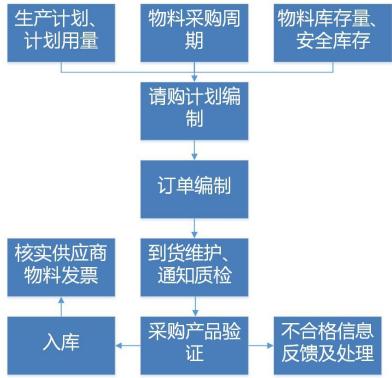 生产计划、
计划用量
物料采购周
期
物料库存量、
安全库存
请购计划编
制
订单编制
核实供应商
物料发票
到货维护、
通知质检
入库
采购产品验
证
不合格信息
反馈及处理